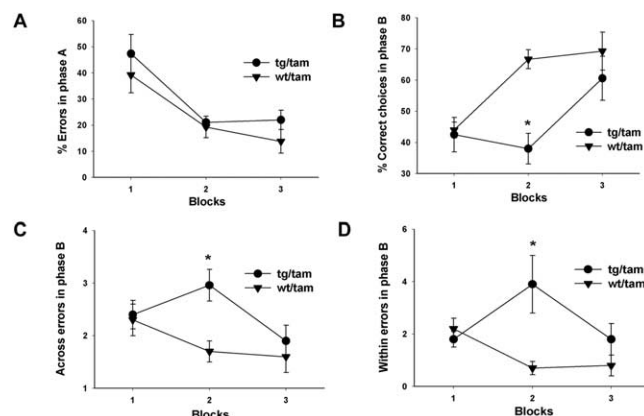 A
% Errors in phase A
60
50
40
30
20
10
0
tg/tam
wt/tam
1 2 3
Blocks
B
% Correct choices in phase B
80
70
60
50
40
30
*
tg/tam
wt/tam
1 2 3
Blocks
C
Across errors in phase B
4
3
2
1
*
tg/tam
wt/tam
1 2 3
Blocks
D
Within errors in phase B
6
4
2
0
*
tg/tam
wt/tam
1 2 3
Blocks